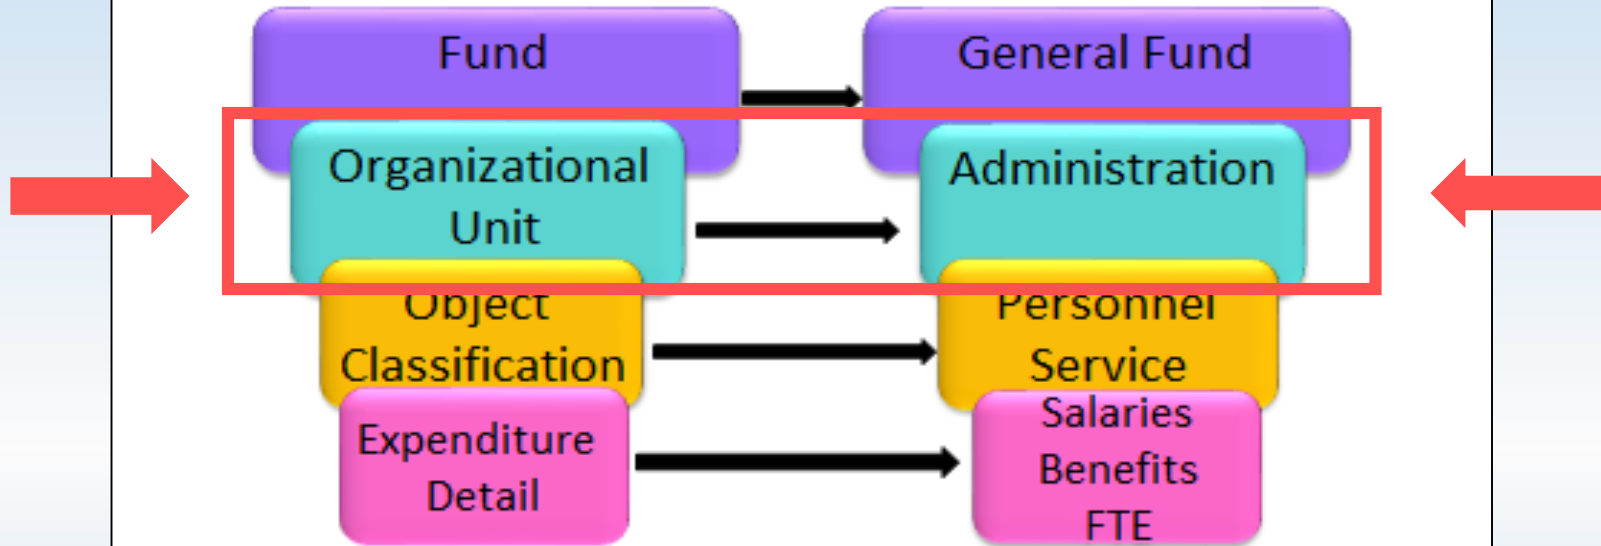 Fund
General Fund
Organizational
Unit
Administration
Object
Classification
Personnel
Service
Expenditure
Detail
Salaries
Benefits
FTE